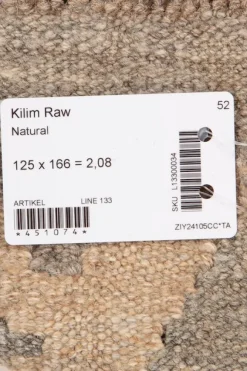 Kilim Raw
52
Natural
125 x 166 = 2,08
ARTIKEL
LINE 133
*451074*
SKU L13300034
ZIY24105CC*TA